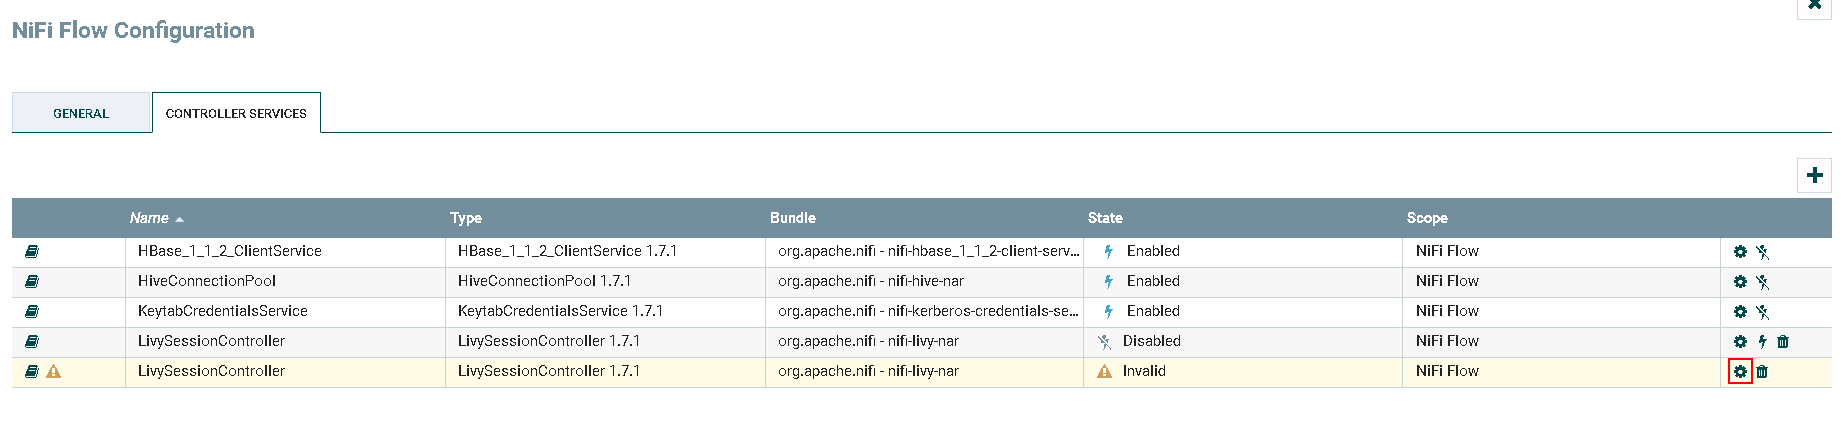 NiFi Flow Configuration
GENERAL CONTROLLER SERVICES
Name Type Bundle State Scope
HBase_1_1_2_ClientService HBase_1_1_2_ClientService 1.7.1 org.apache.nifi - nifi-hbase_1_1_2-client-serv... Enabled NiFi Flow
HiveConnectionPool HiveConnectionPool 1.7.1 org.apache.nifi - nifi-hive-nar Enabled NiFi Flow
KeytabCredentialsService KeytabCredentialsService 1.7.1 org.apache.nifi - nifi-kerberos-credentials-se... Enabled NiFi Flow
LivySessionController LivySessionController 1.7.1 org.apache.nifi - nifi-livy-nar Disabled NiFi Flow
LivySessionController LivySessionController 1.7.1 org.apache.nifi - nifi-livy-nar Invalid NiFi Flow